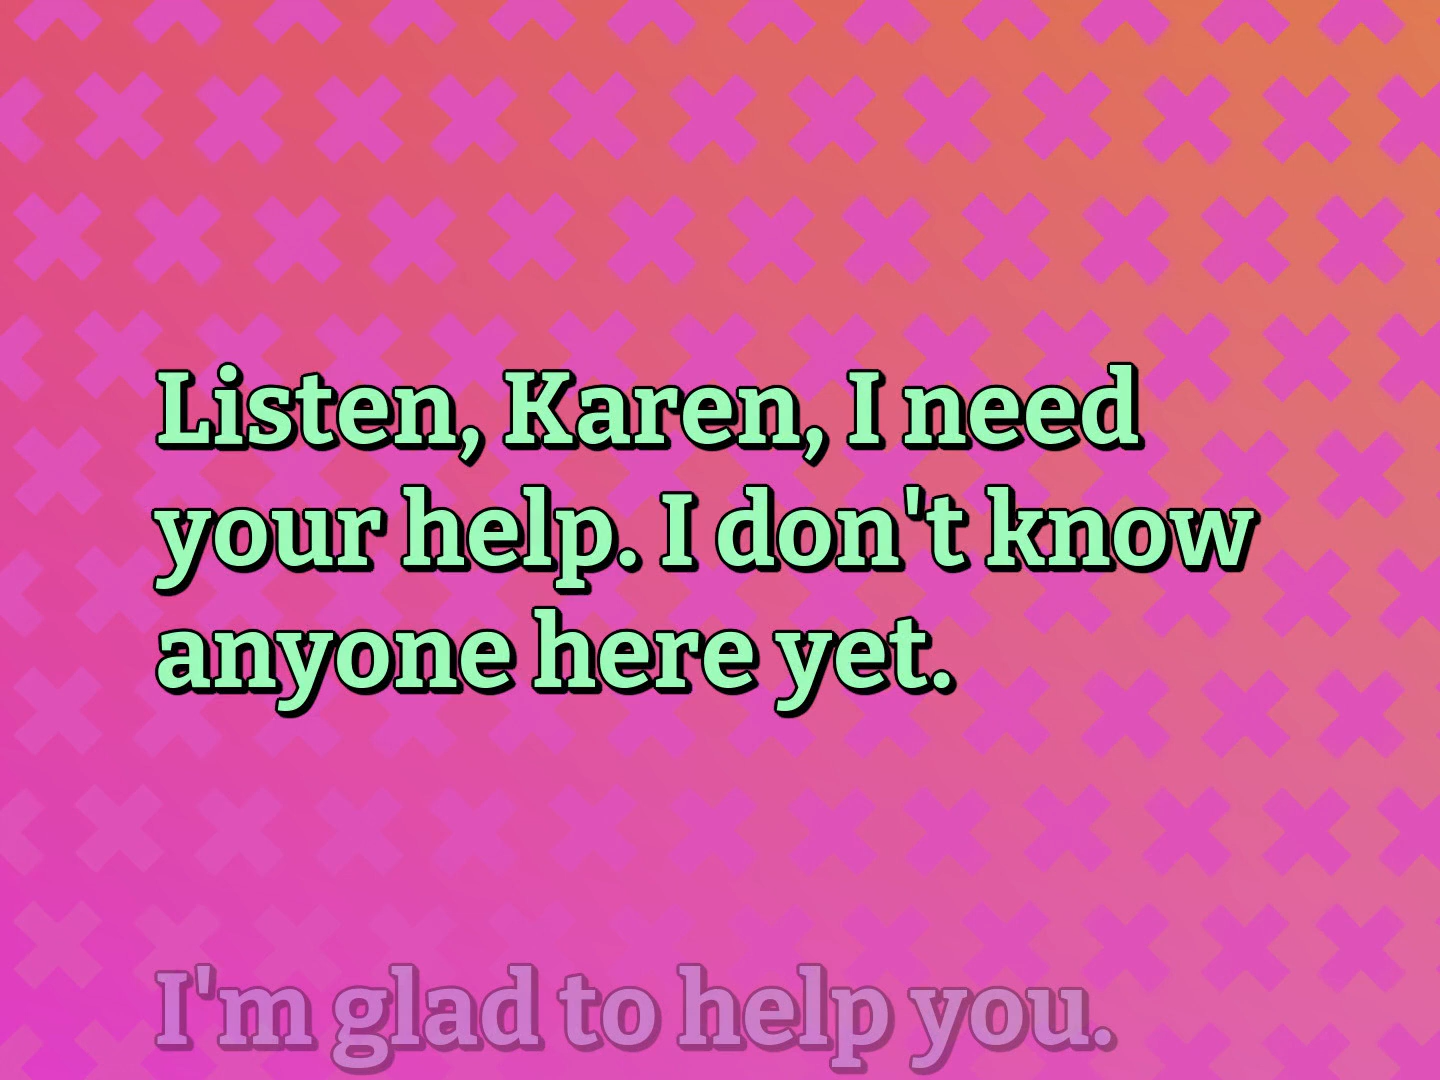 Listen, Karen, I need
your help. I don't know
anyone here yet.
I'm glad to help you.